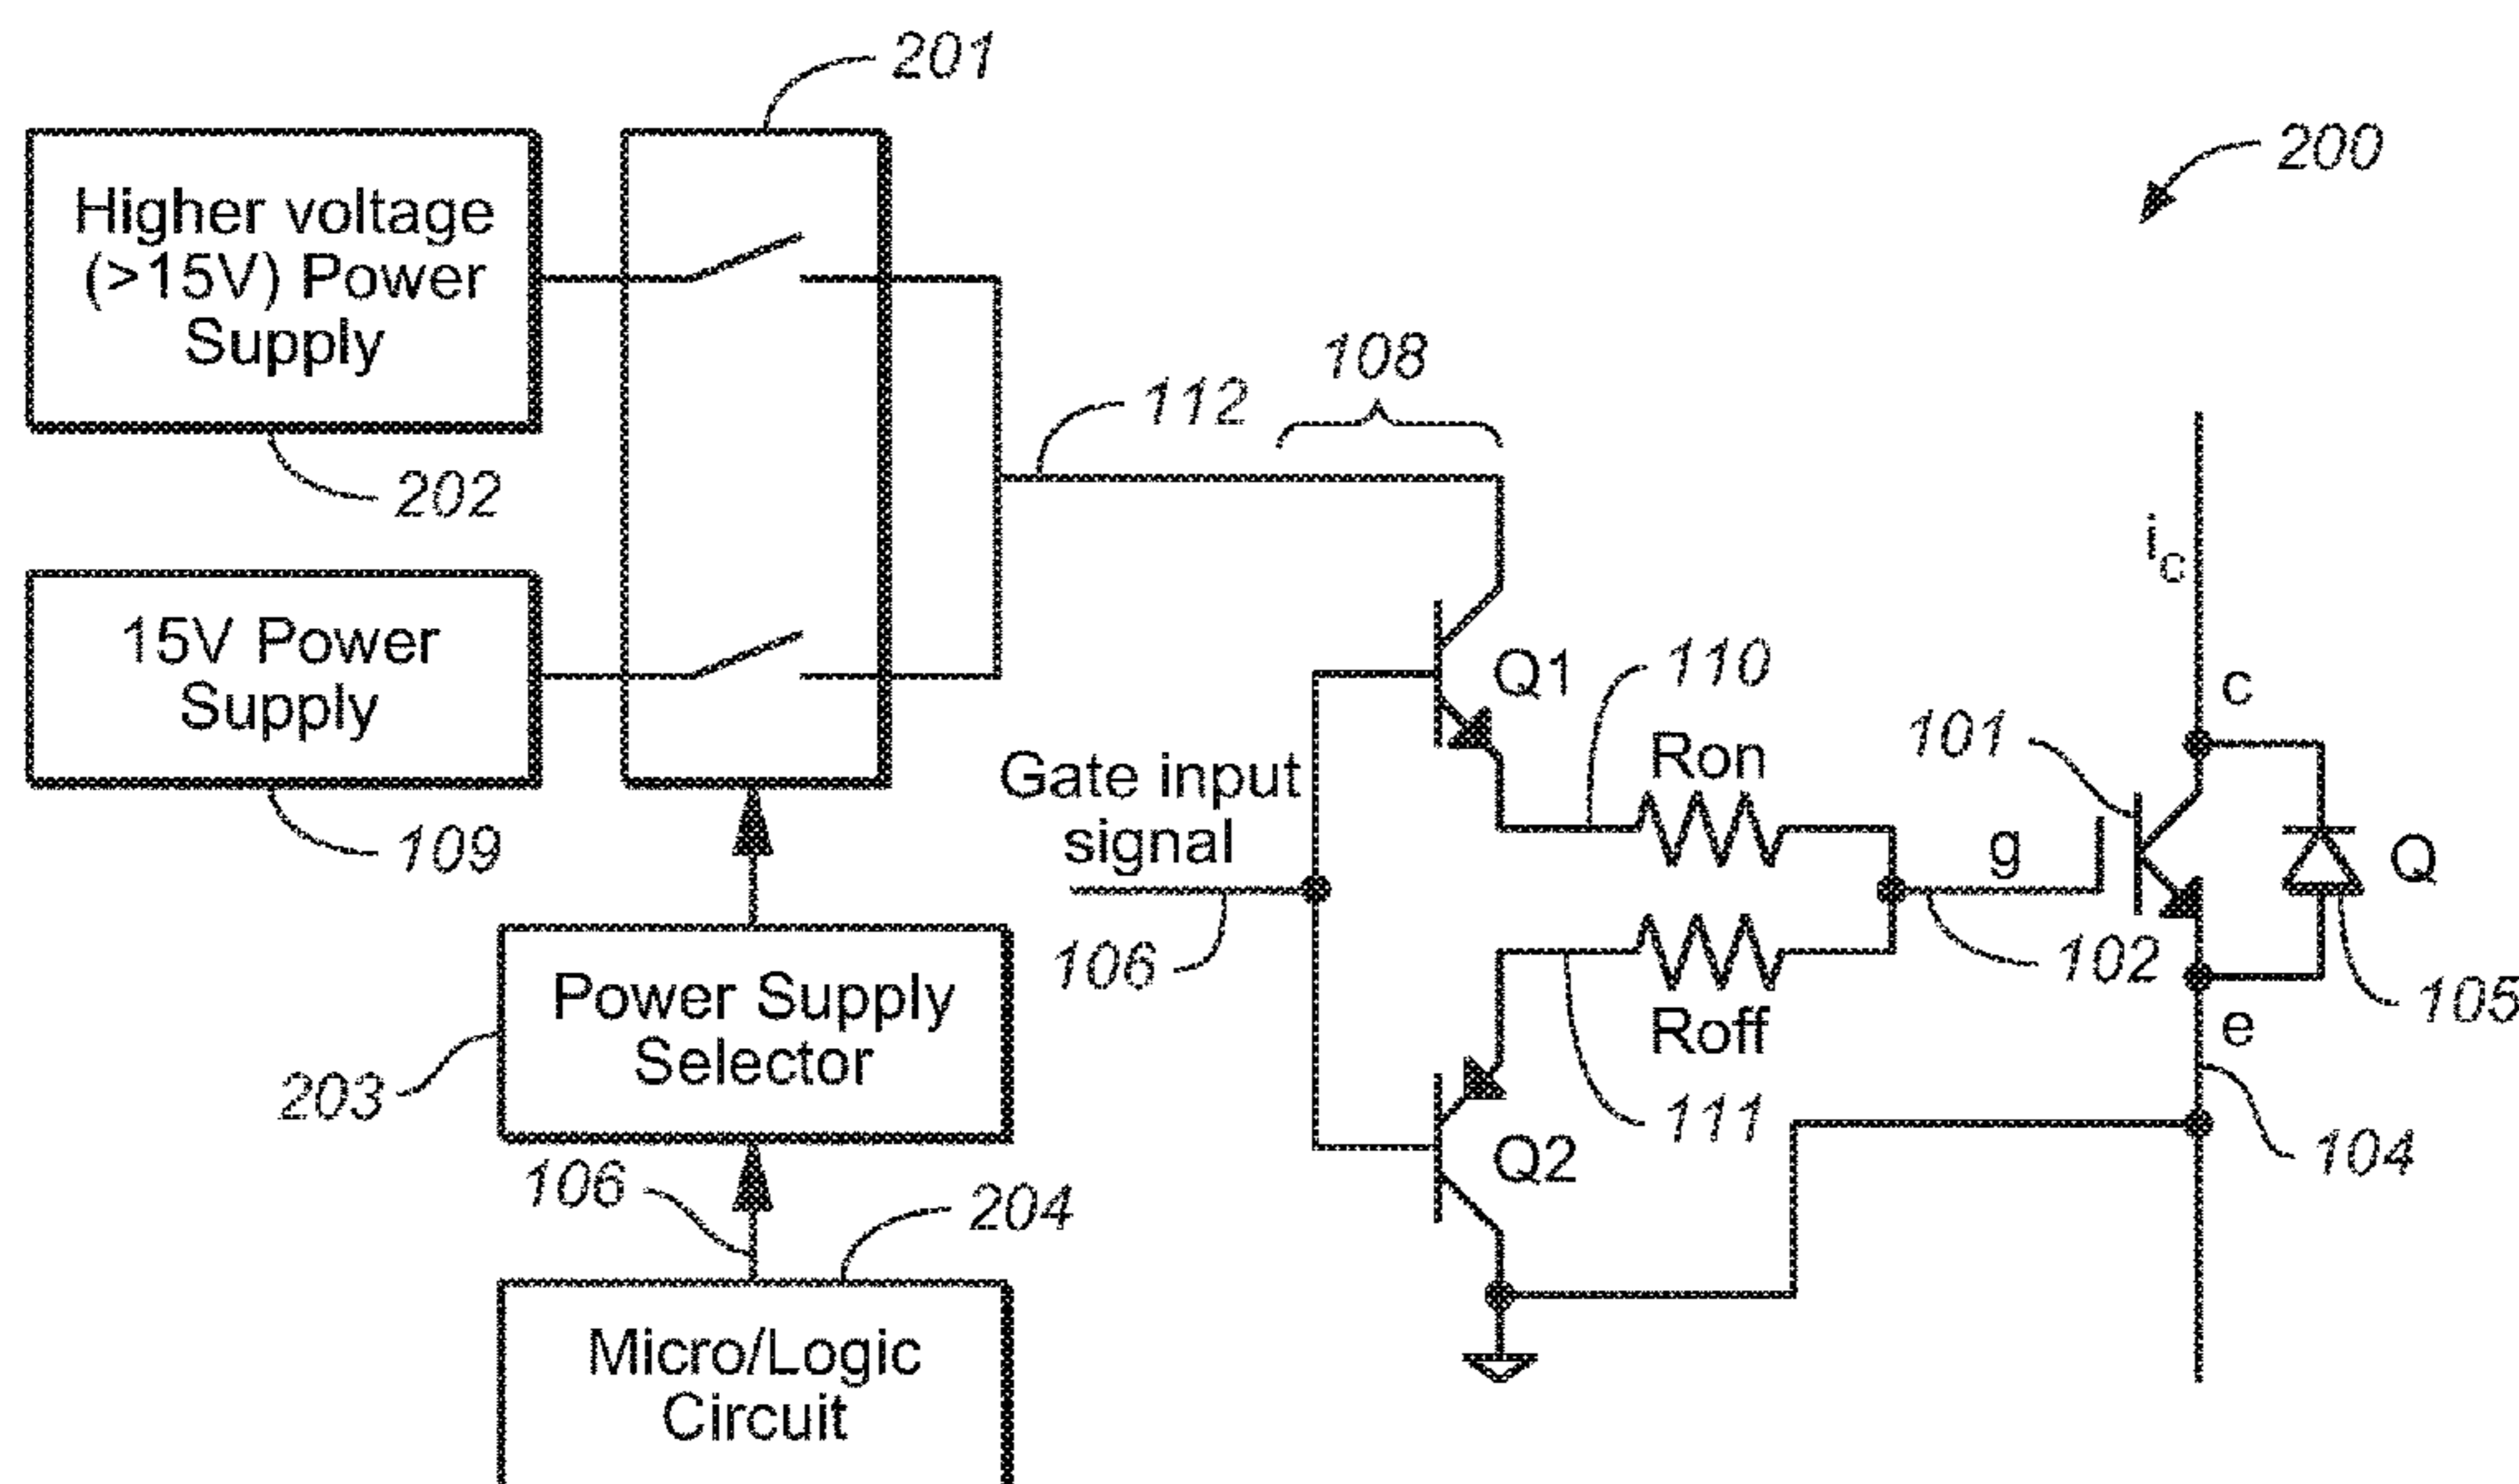 201
200
Higher voltage
(>15V) Power
Supply
202
112
108
ic
15V Power
Supply
109
Q1
110
Ron
101
c
Gate input
signal
106
g
102
Q
105
Roff
111
e
104
Q2
Power Supply
Selector
203
106
204
Micro/Logic
Circuit